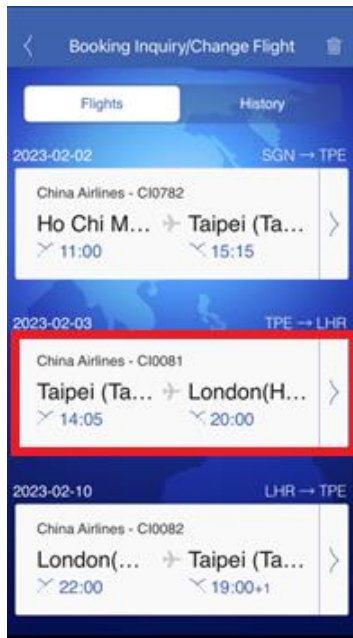 Booking Inquiry/Change Flight
Flights History
2023-02-02 SGN → TPE
China Airlines - CI0782
Ho Chi M... Taipei (Ta...
11:00 15:15
2023-02-03 TPE → LHR
China Airlines - CI0081
Taipei (Ta... London(H...
14:05 20:00
2023-02-10 LHR → TPE
China Airlines - CI0082
London(... Taipei (Ta...
22:00 19:00+1